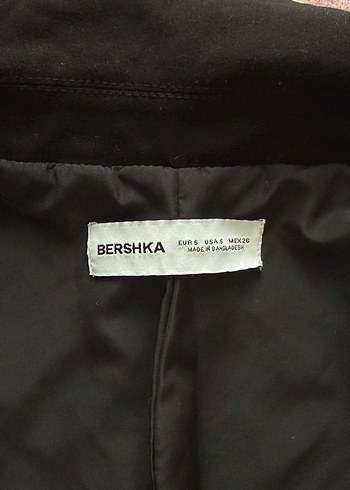 BERSHKA
EUR S USA S MEX 26
MADE IN BANGLADESH